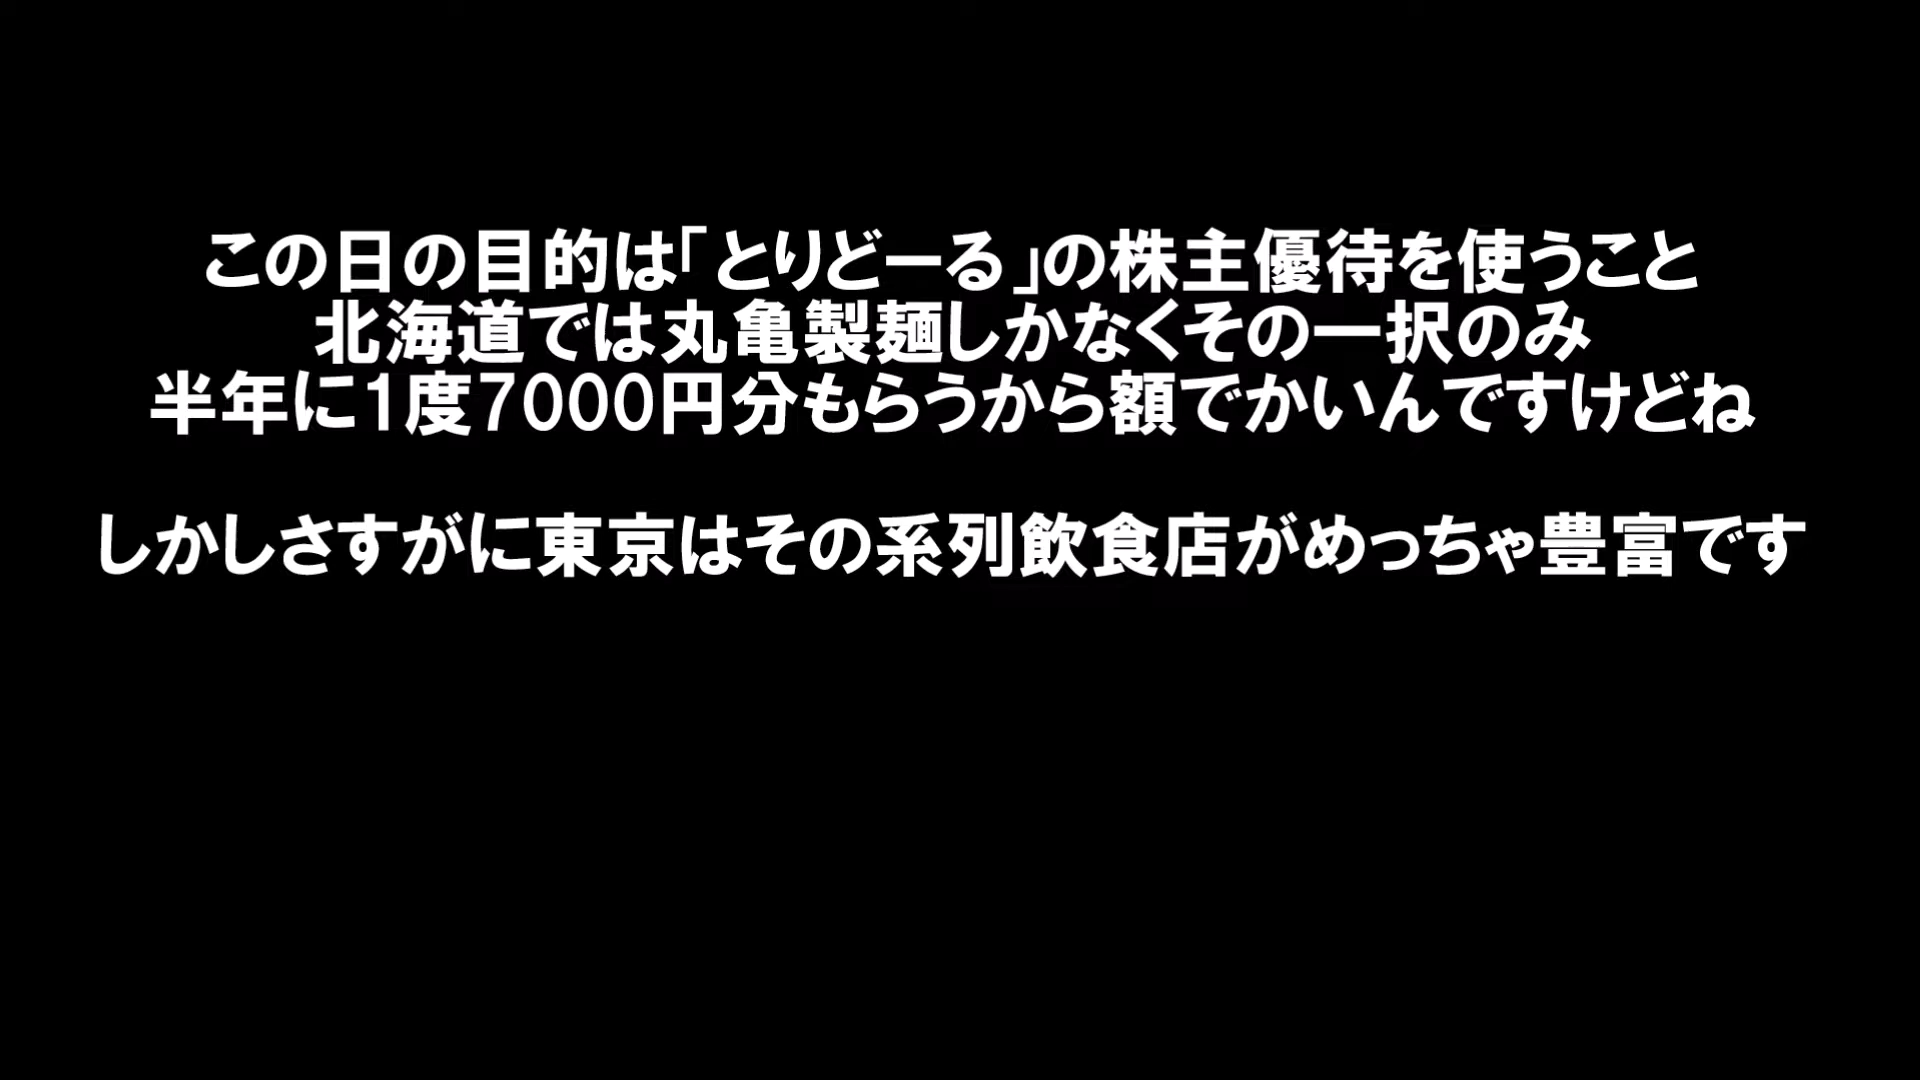 この日の目的は「とりどーる」の株主優待を使うこと
北海道では丸亀製麺しかなくその一択のみ
半年に1度7000円分もらうから額でかいんですけどね
しかしさすがに東京はその系列飲食店がめっちゃ豊富です